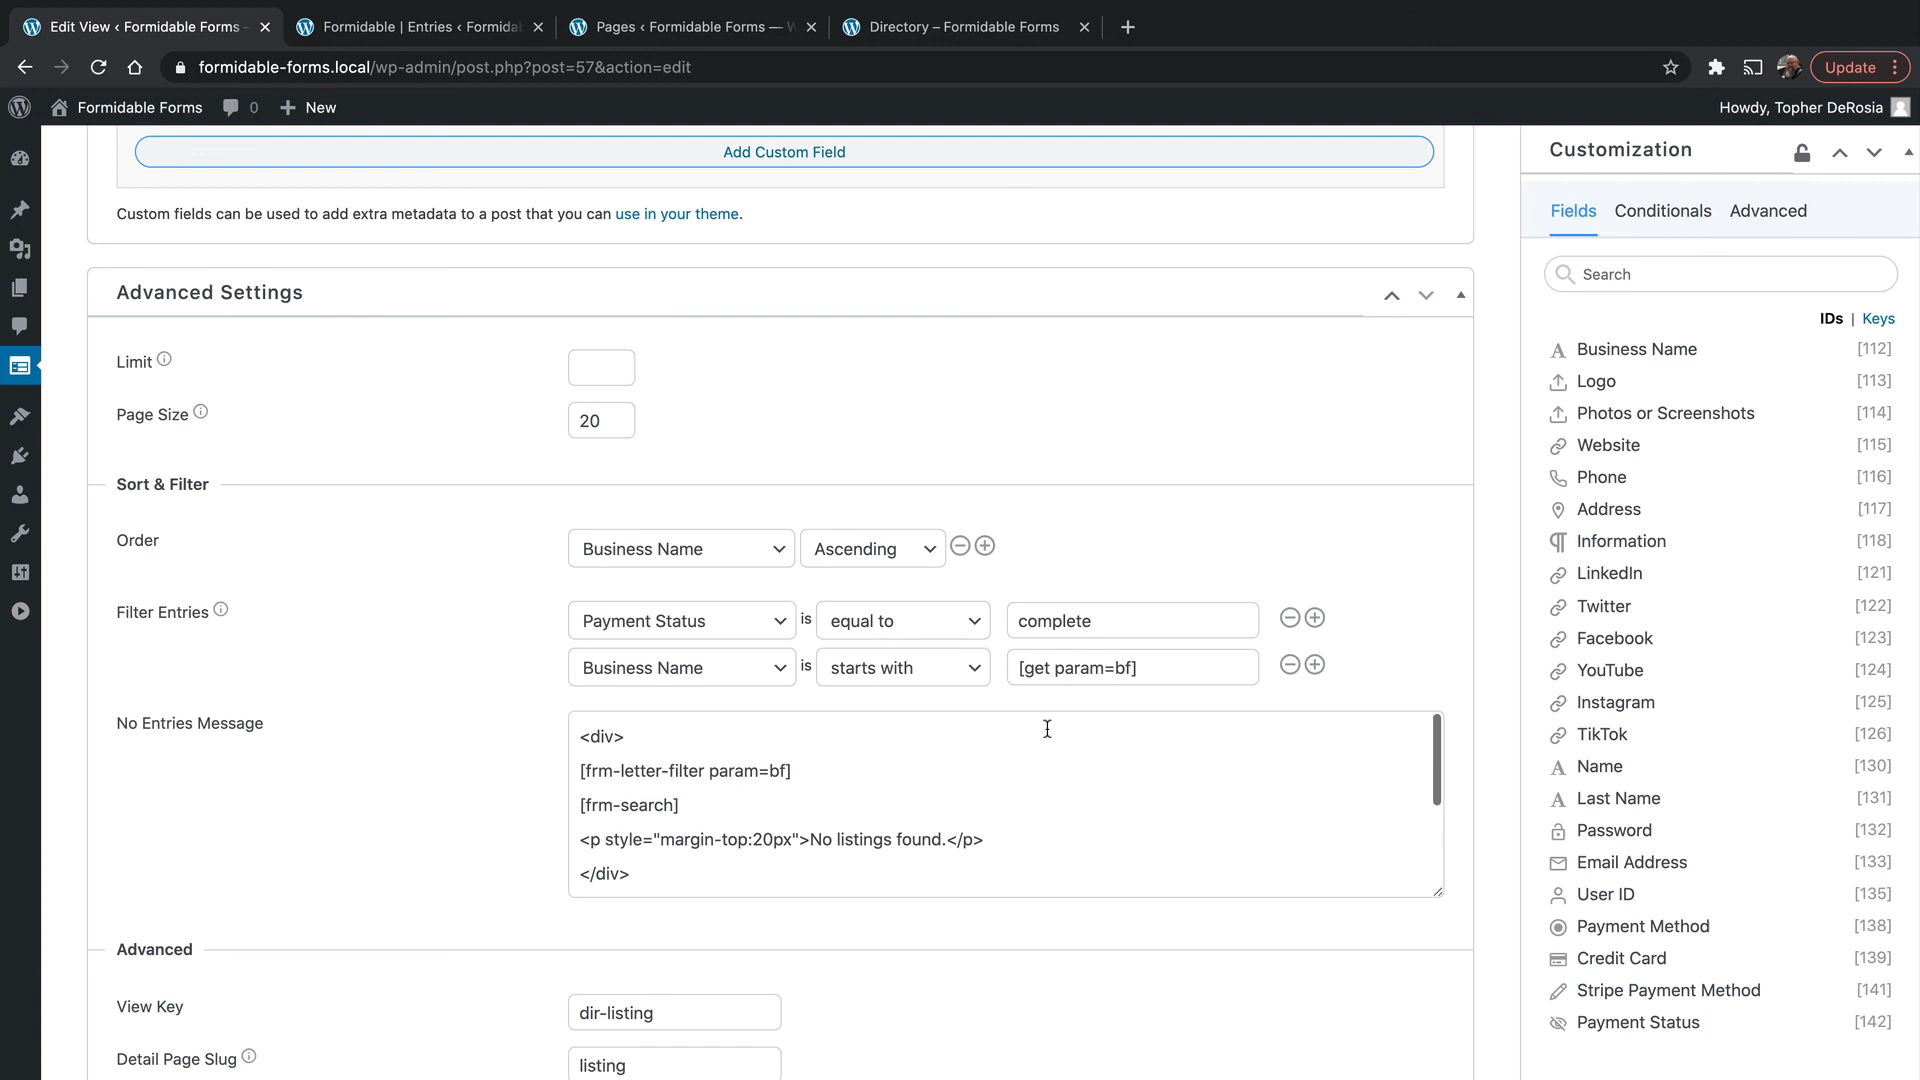 Edit View ‹ Formidable Forms -
Formidable | Entries ‹ Formida
Pages ‹ Formidable Forms — W
Directory – Formidable Forms
formidable-forms.local/wp-admin/post.php?post=57&action=edit
Update
Formidable Forms
0
New
Howdy, Topher DeRosia
Add Custom Field
Custom fields can be used to add extra metadata to a post that you can use in your theme.
Advanced Settings
Limit
Page Size
20
Sort & Filter
Order
Business Name
Ascending
Filter Entries
Payment Status
is
equal to
complete
Business Name
is
starts with
[get param=bf]
No Entries Message
<div>
[frm-letter-filter param=bf]
[frm-search]
<p style="margin-top:20px">No listings found.</p>
</div>
Advanced
View Key
dir-listing
Detail Page Slug
listing
Customization
Fields
Conditionals
Advanced
Search
IDs | Keys
Business Name [112]
Logo [113]
Photos or Screenshots [114]
Website [115]
Phone [116]
Address [117]
Information [118]
LinkedIn [121]
Twitter [122]
Facebook [123]
YouTube [124]
Instagram [125]
TikTok [126]
Name [130]
Last Name [131]
Password [132]
Email Address [133]
User ID [135]
Payment Method [138]
Credit Card [139]
Stripe Payment Method [141]
Payment Status [142]